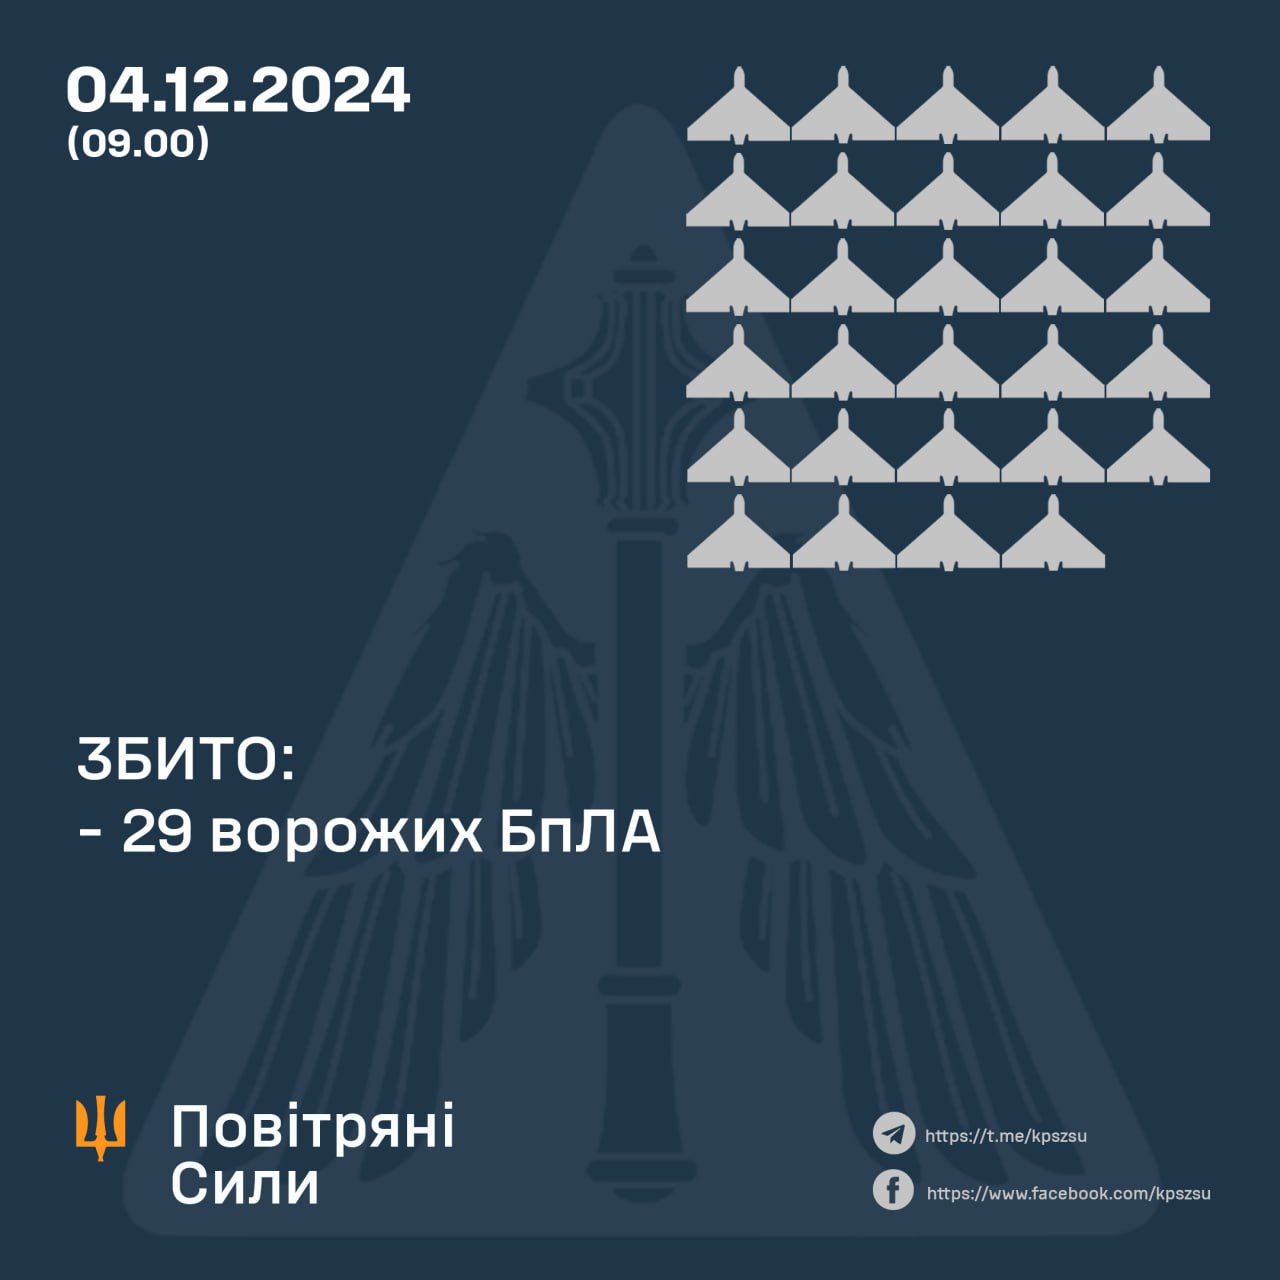 04.12.2024
(09.00)
ЗБИТО:
- 29 ворожих БпЛА
Повітряні
Сили
https://t.me/kpszsu
https://www.facebook.com/kpszsu